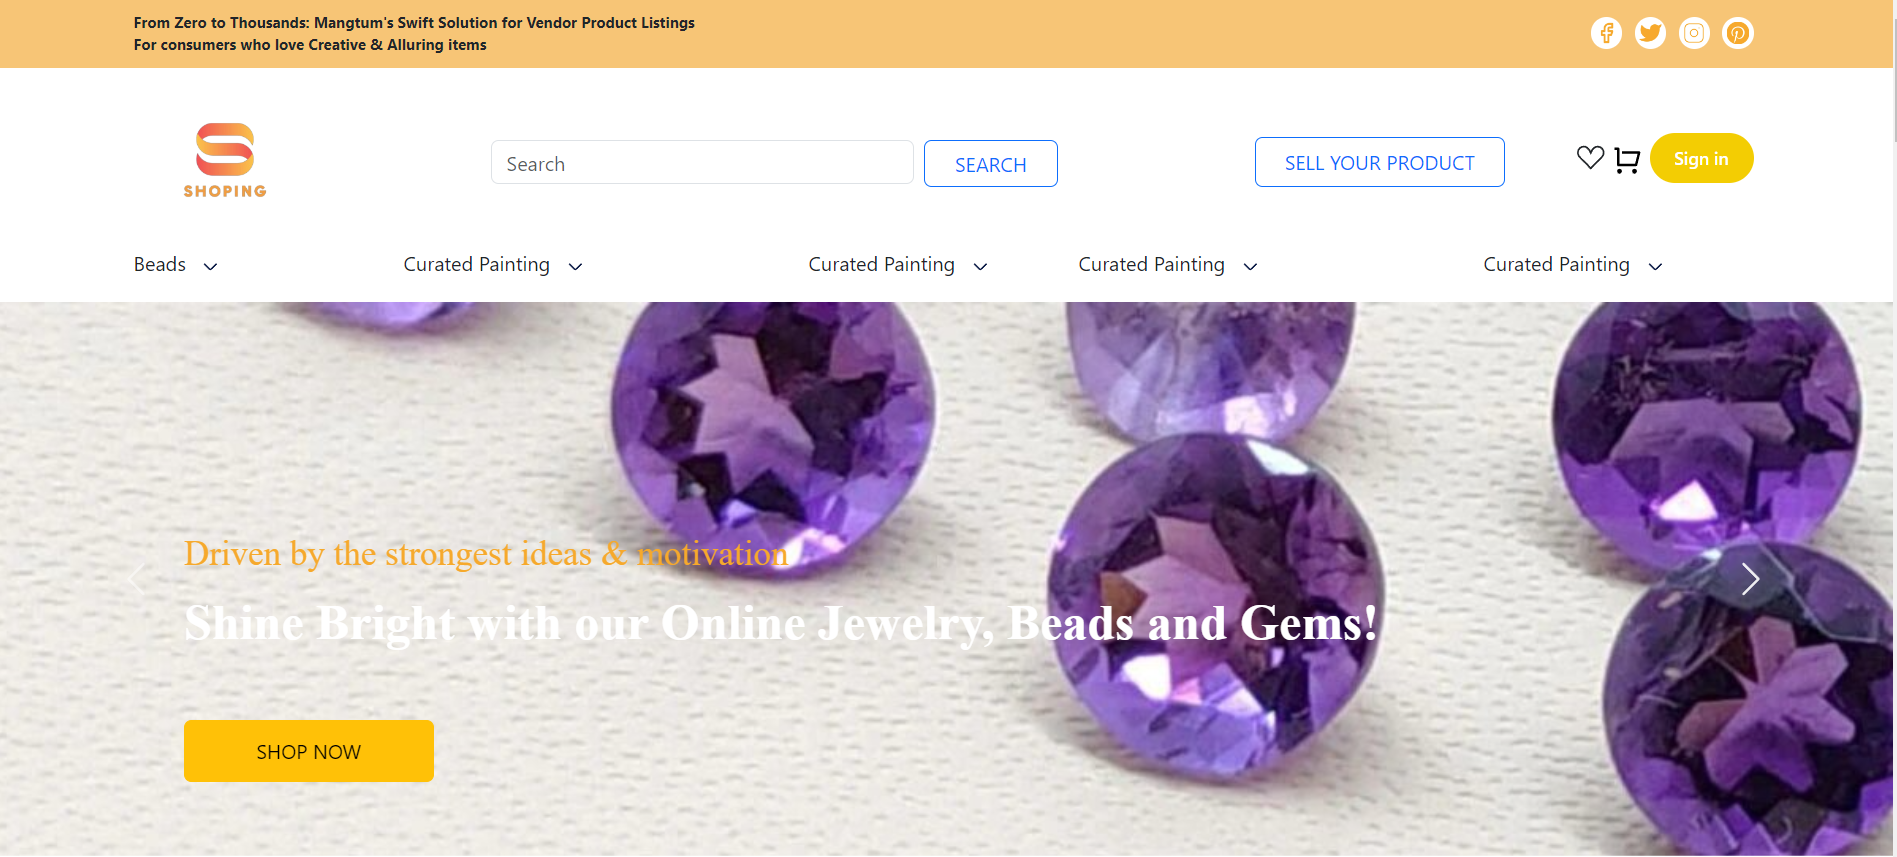 From Zero to Thousands: Mangtum's Swift Solution for Vendor Product Listings
For consumers who love Creative & Alluring items
SHOPING
Search
SEARCH
SELL YOUR PRODUCT
Sign in
Beads
Curated Painting
Curated Painting
Curated Painting
Curated Painting
Driven by the strongest ideas & motivation
Shine Bright with our Online Jewelry, Beads and Gems!
SHOP NOW